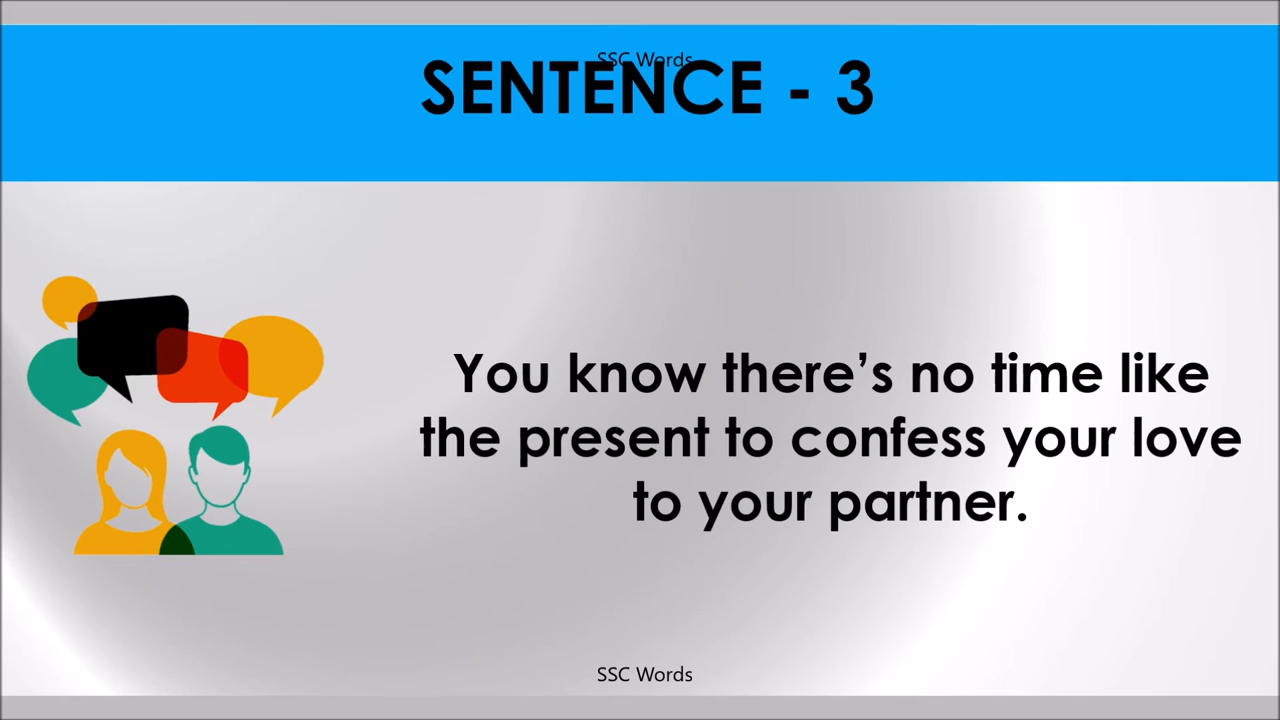 SSC Words
SENTENCE - 3
You know there’s no time like
the present to confess your love
to your partner.
SSC Words